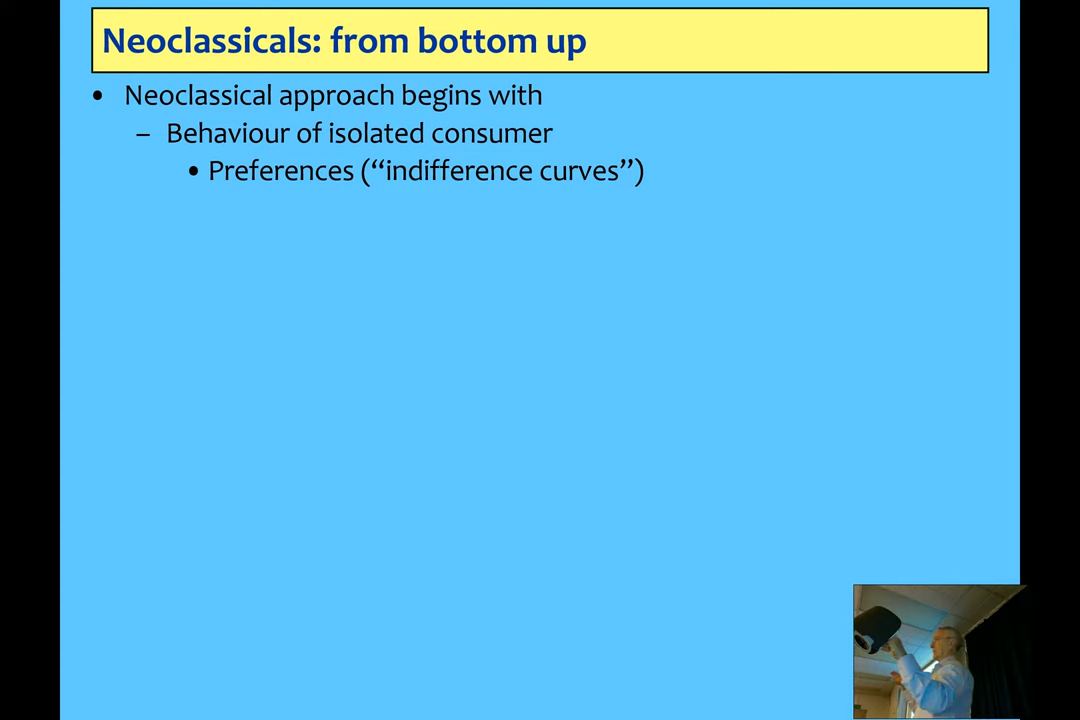 Neoclassicals: from bottom up
• Neoclassical approach begins with
– Behaviour of isolated consumer
• Preferences (“indifference curves”)